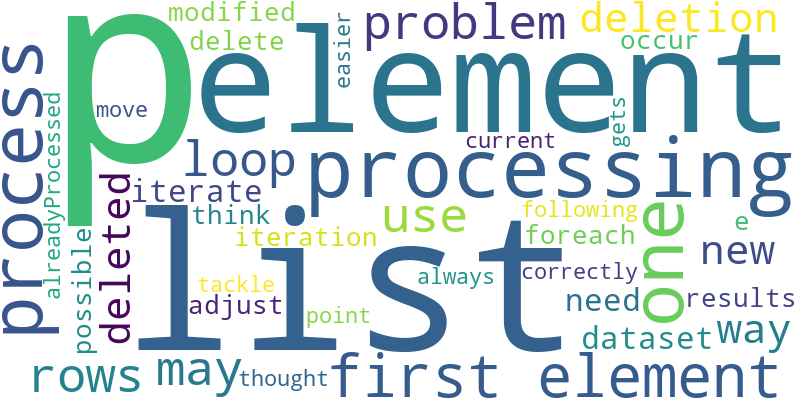 modified
delete
p
element
easier
problem
deletion
occur
process
alreadyProcessed
move
loop
processing
current
gets
deleted
iterate
think
list
use
following
foreach
e
one
new
iteration
possible
tackle
adjust
point
always
correctly
need
results
dataset
way
rows
may
thought
first element